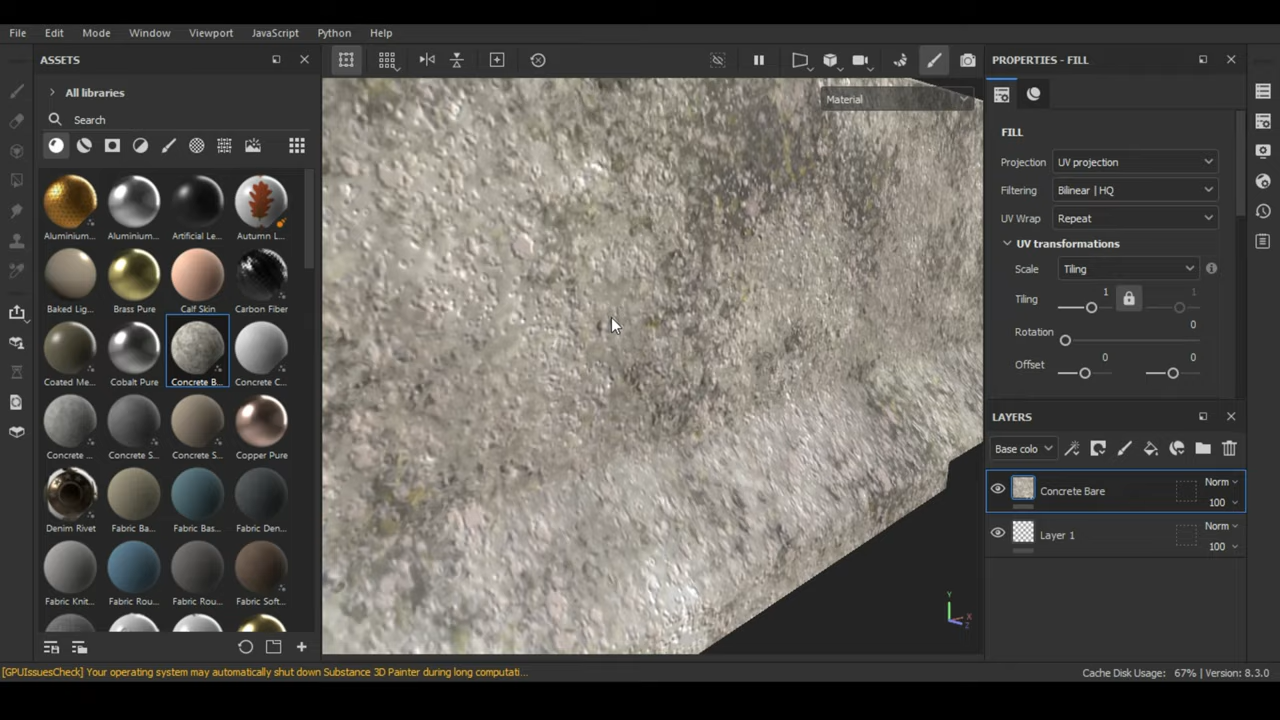 File Edit Mode Window Viewport JavaScript Python Help
ASSETS
All libraries
Search
Aluminium... Aluminium... Artificial Le... Autumn L...
Baked Lig... Brass Pure Calf Skin Carbon Fiber
Coated Me... Cobalt Pure Concrete B... Concrete C...
Concrete ... Concrete S... Concrete S... Copper Pure
Denim Rivet Fabric Ba... Fabric Bas... Fabric Den...
Fabric Knit... Fabric Rou... Fabric Rou... Fabric Soft...
Material
Y
X
Z
PROPERTIES - FILL
FILL
Projection UV projection
Filtering Bilinear | HQ
UV Wrap Repeat
UV transformations
Scale Tiling
Tiling 1 1
Rotation 0
Offset 0 0
LAYERS
Base colo
Concrete Bare Norm 100
Layer 1 Norm 100
[GPUIssuesCheck] Your operating system may automatically shut down Substance 3D Painter during long computati...
Cache Disk Usage: 67% | Version: 8.3.0